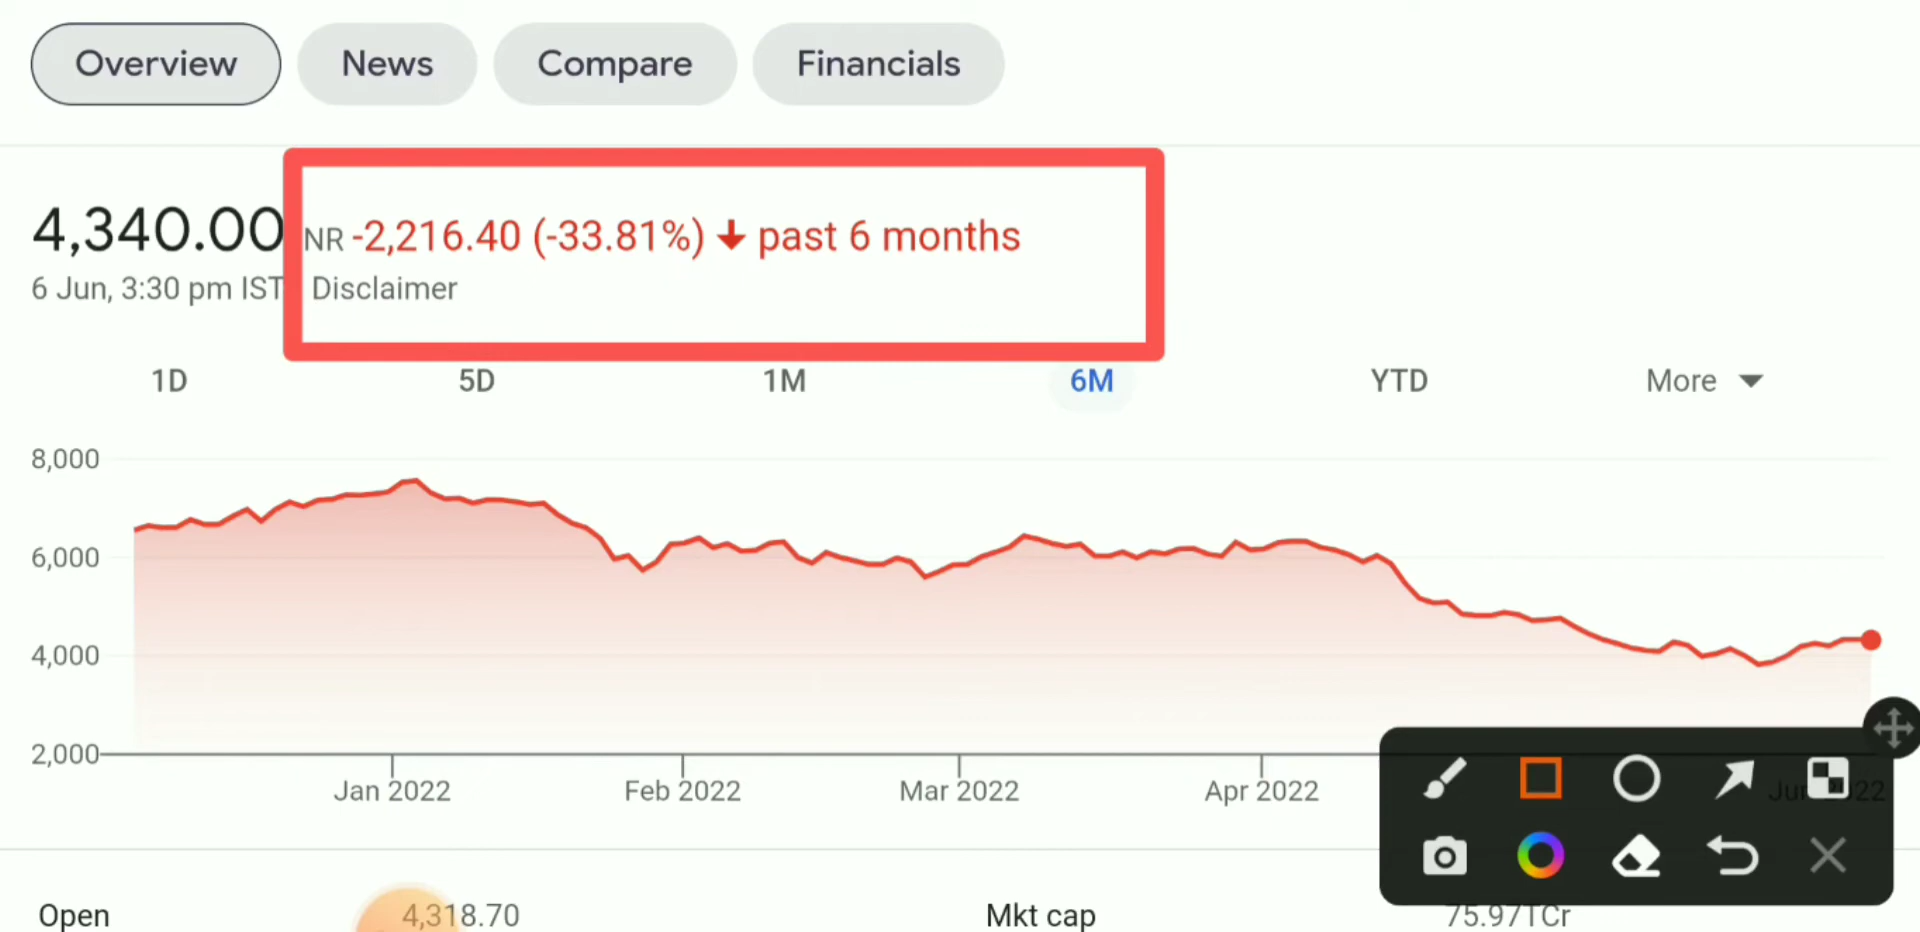 Overview News Compare Financials
4,340.00 NR -2,216.40 (-33.81%) ↓ past 6 months
6 Jun, 3:30 pm IST Disclaimer
1D 5D 1M 6M YTD More
8,000
6,000
4,000
2,000
Jan 2022 Feb 2022 Mar 2022 Apr 2022
Open 4,318.70 Mkt cap 75.97TCr